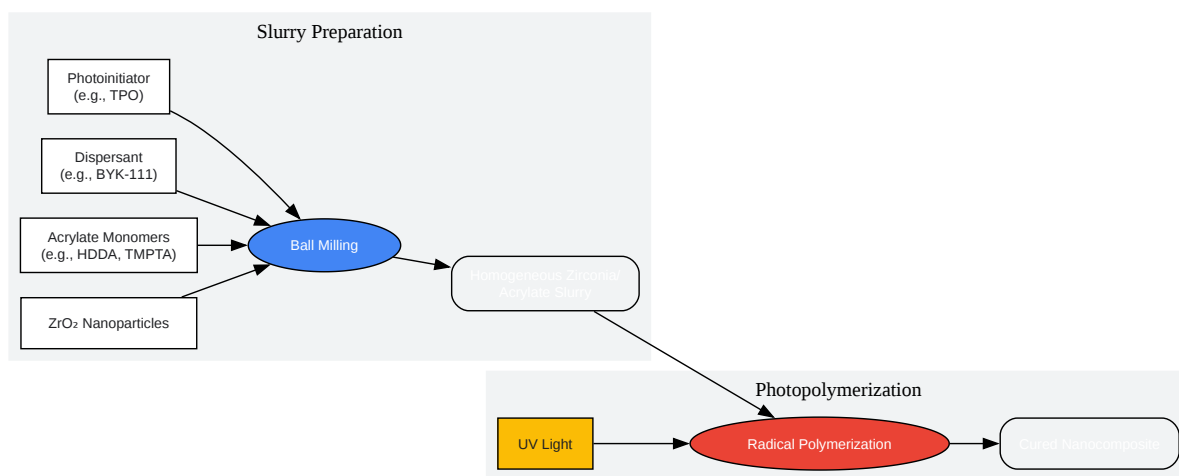 Slurry Preparation
Photoinitiator
(e.g., TPO)
Dispersant
(e.g., BYK-111)
Acrylate Monomers
(e.g., HDDA, TMPTA)
ZrO₂ Nanoparticles
Ball Milling
Homogeneous Zirconia/
Acrylate Slurry
Photopolymerization
UV Light
Radical Polymerization
Cured Nanocomposite